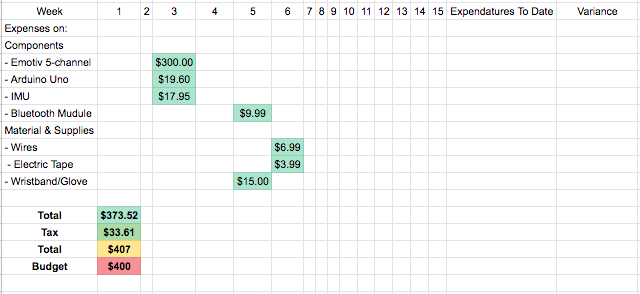 Week 1 2 3 4 5 6 7 8 9 10 11 12 13 14 15 Expendatures To Date Variance
Expenses on:
Components
- Emotiv 5-channel $300.00
- Arduino Uno $19.60
- IMU $17.95
- Bluetooth Mudule $9.99
Material & Supplies
- Wires $6.99
- Electric Tape $3.99
- Wristband/Glove $15.00
Total $373.52
Tax $33.61
Total $407
Budget $400